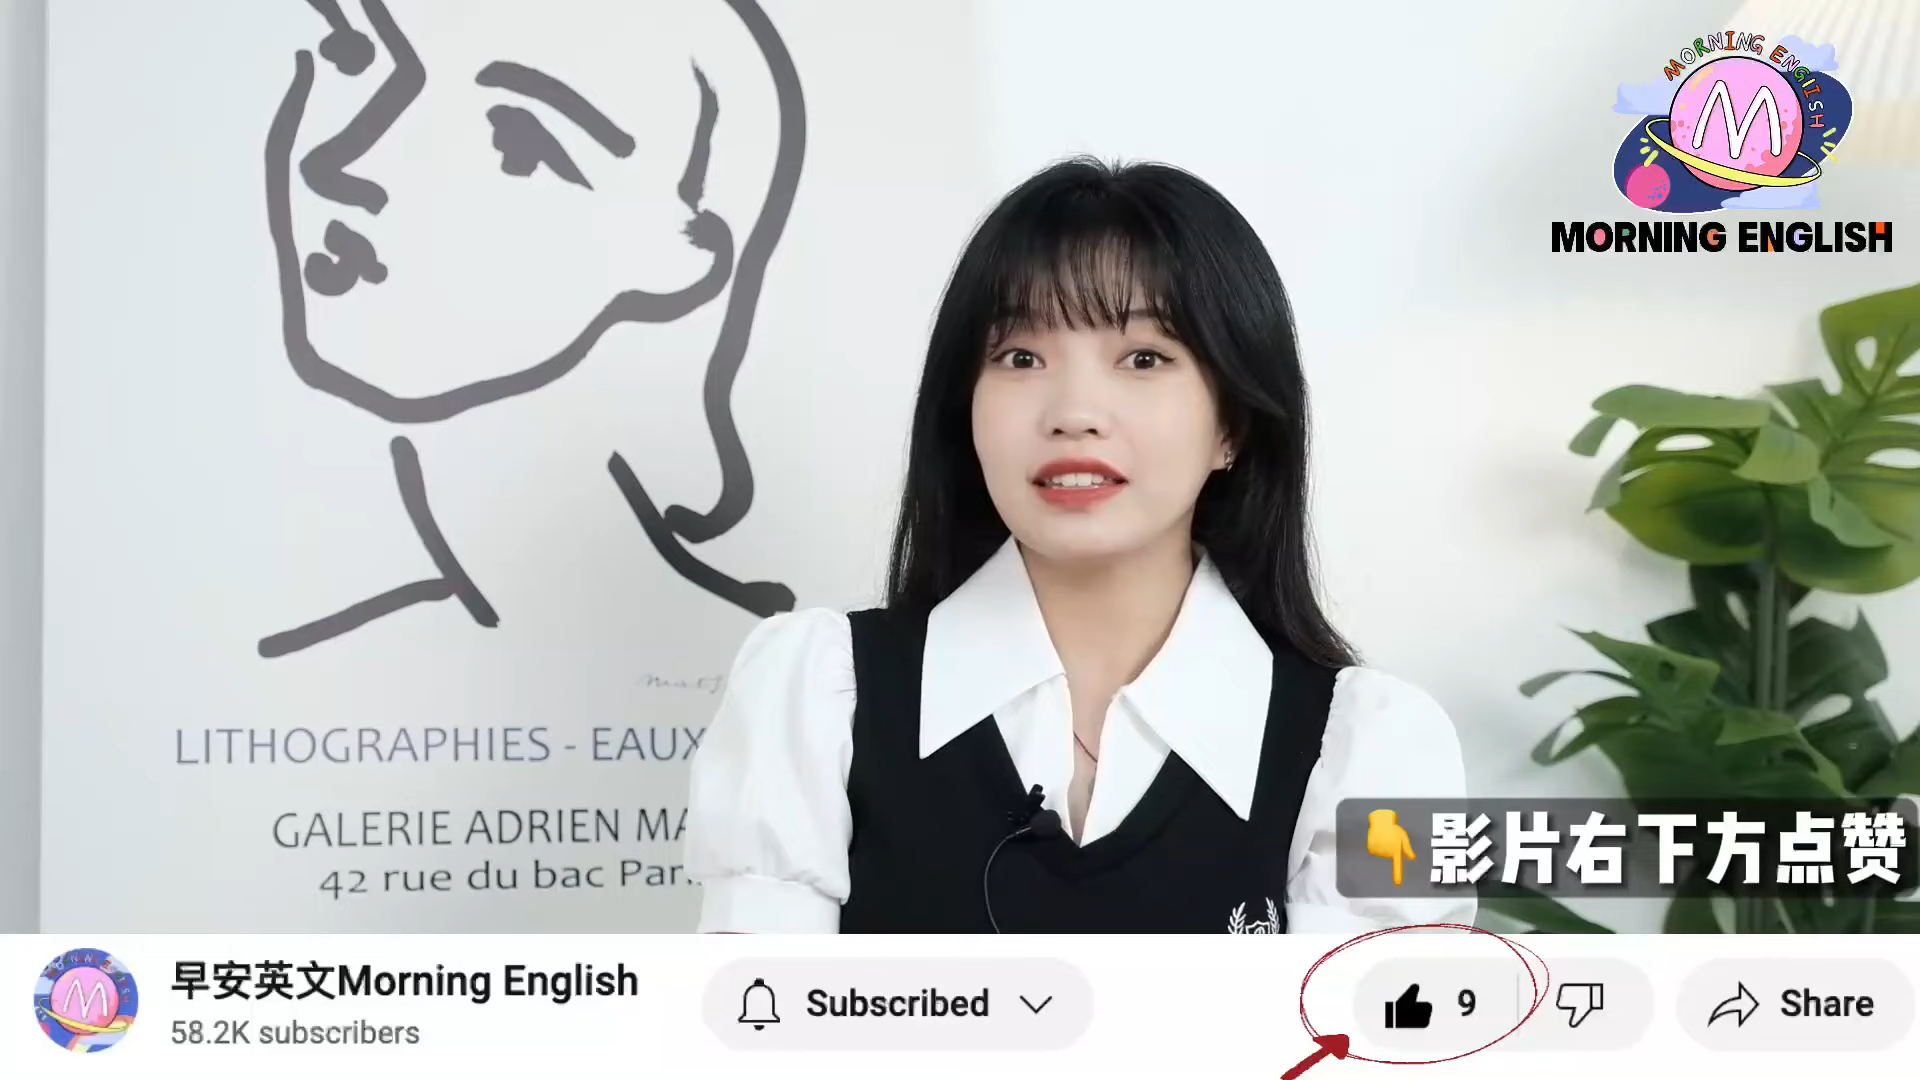 MORNING ENGLISH
M
MORNING ENGLISH
LITHOGRAPHIES - EAUX
GALERIE ADRIEN MA
42 rue du bac Par
👇影片右下方点赞
早安英文Morning English
58.2K subscribers
Subscribed
9
Share